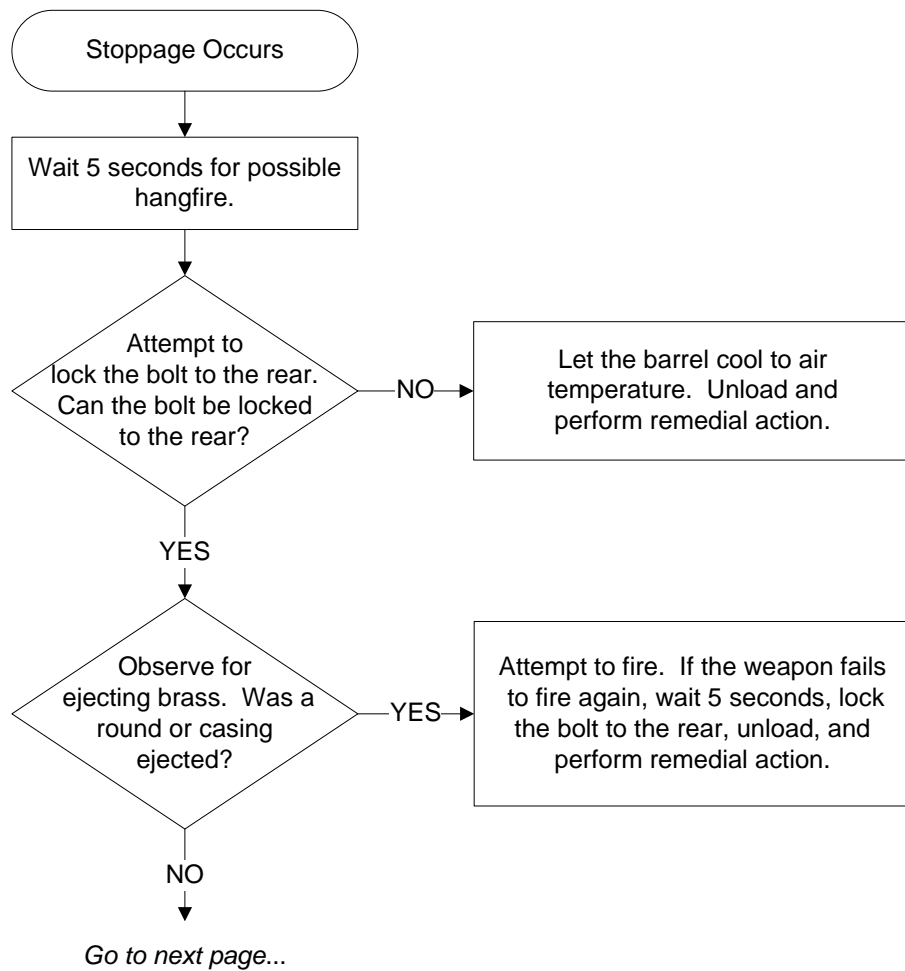 Stoppage Occurs
Wait 5 seconds for possible
hangfire.
Attempt to
lock the bolt to the rear.
Can the bolt be locked
to the rear?
NO
Let the barrel cool to air
temperature.  Unload and
perform remedial action.
YES
Observe for
ejecting brass.  Was a
round or casing
ejected?
YES
Attempt to fire.  If the weapon fails
to fire again, wait 5 seconds, lock
the bolt to the rear, unload, and
perform remedial action.
NO
Go to next page...